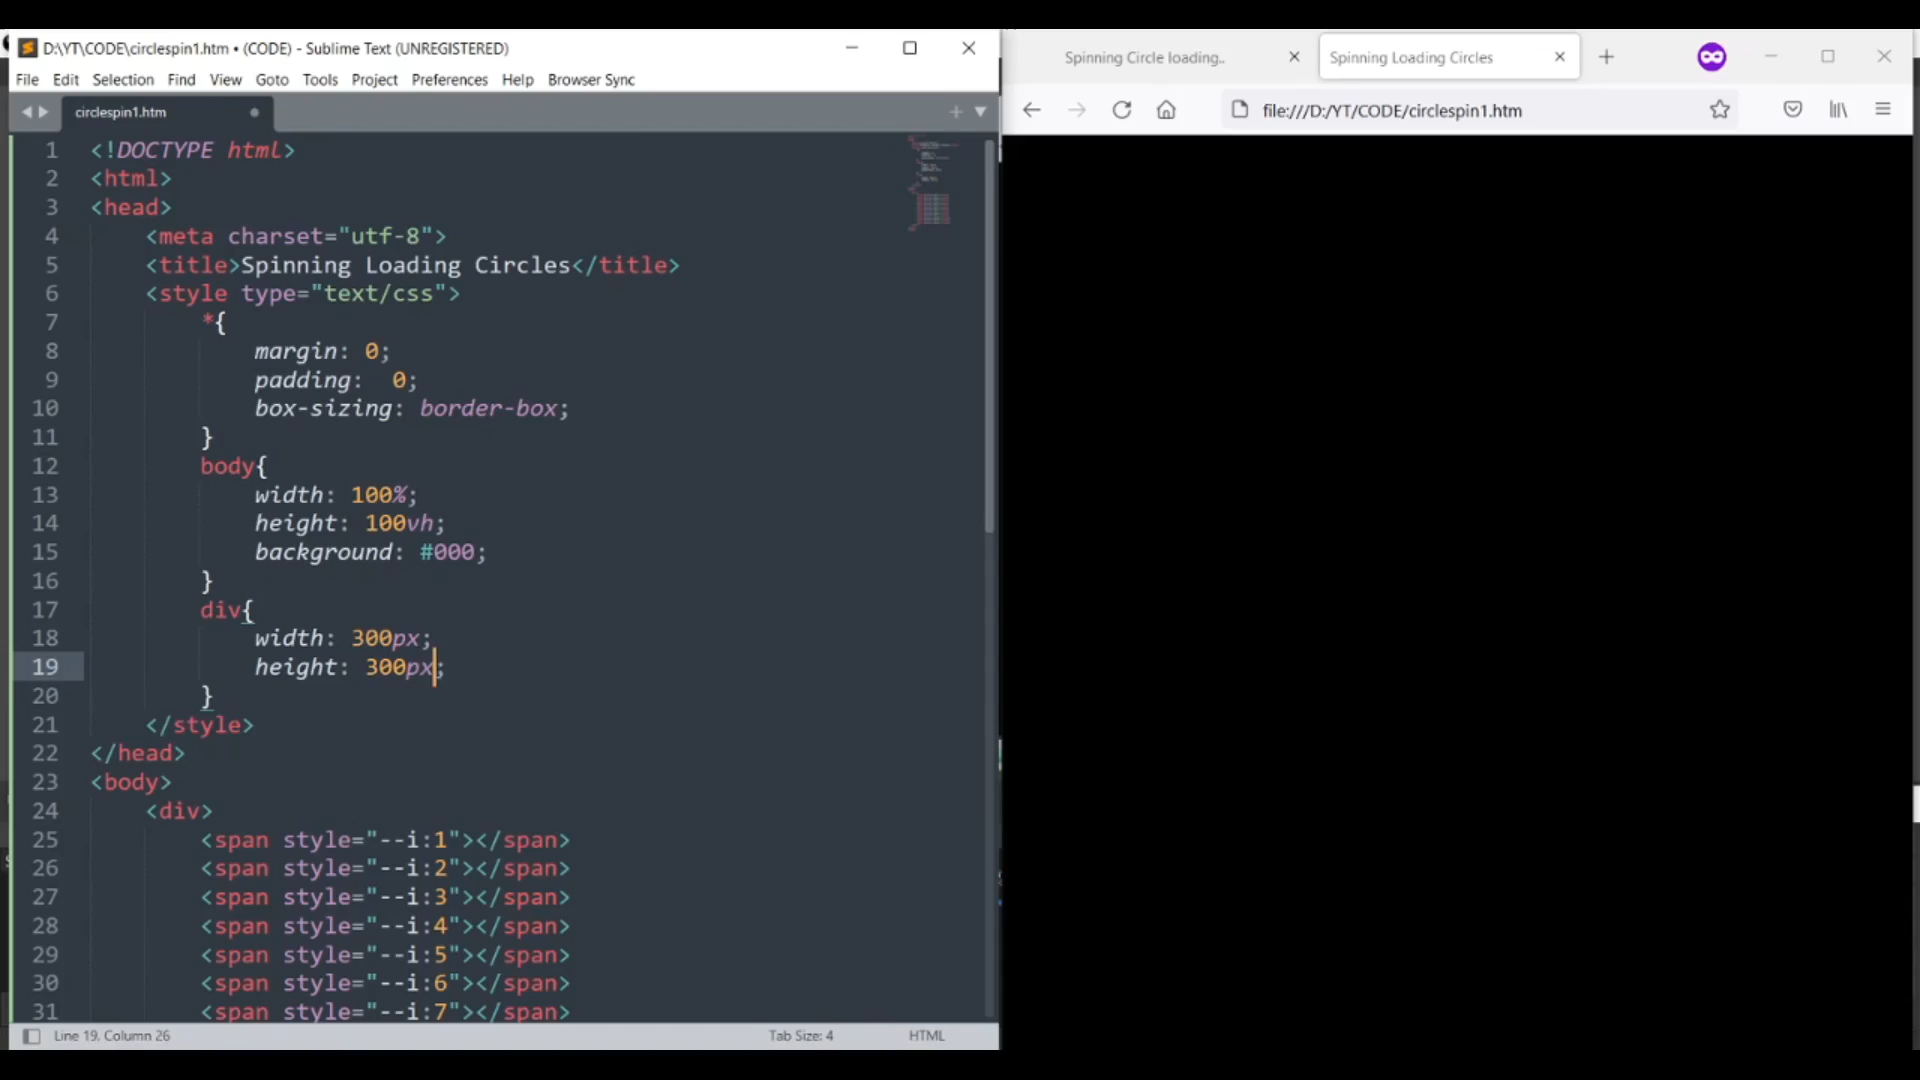 D:\YT\CODE\circlespin1.htm • (CODE) - Sublime Text (UNREGISTERED)
File Edit Selection Find View Goto Tools Project Preferences Help Browser Sync
circlespin1.htm
1 <!DOCTYPE html>
2 <html>
3 <head>
4 <meta charset="utf-8">
5 <title>Spinning Loading Circles</title>
6 <style type="text/css">
7 *{
8 margin: 0;
9 padding:  0;
10 box-sizing: border-box;
11 }
12 body{
13 width: 100%;
14 height: 100vh;
15 background: #000;
16 }
17 div{
18 width: 300px;
19 height: 300px;
20 }
21 </style>
22 </head>
23 <body>
24 <div>
25 <span style="--i:1"></span>
26 <span style="--i:2"></span>
27 <span style="--i:3"></span>
28 <span style="--i:4"></span>
29 <span style="--i:5"></span>
30 <span style="--i:6"></span>
31 <span style="--i:7"></span>
Line 19, Column 26 Tab Size: 4 HTML
Spinning Circle loading.. Spinning Loading Circles
file:///D:/YT/CODE/circlespin1.htm